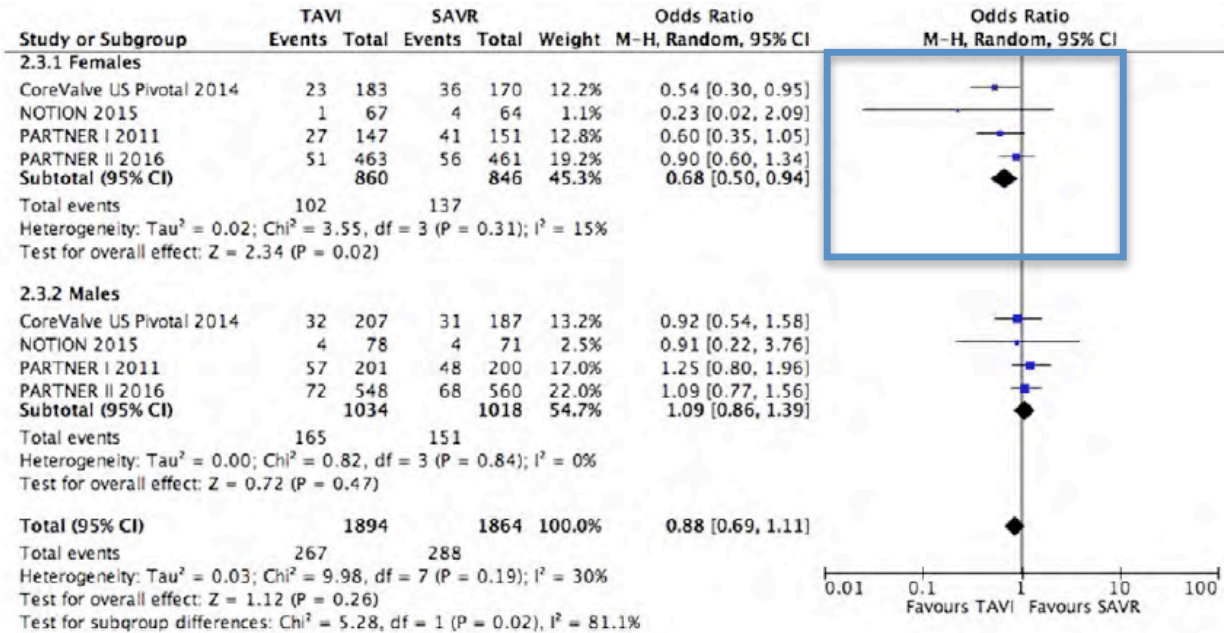 TAVI SAVR Odds Ratio Odds Ratio
Study or Subgroup Events Total Events Total Weight M-H, Random, 95% CI M-H, Random, 95% CI
2.3.1 Females
CoreValve US Pivotal 2014 23 183 36 170 12.2% 0.54 [0.30, 0.95]
NOTION 2015 1 67 4 64 1.1% 0.23 [0.02, 2.09]
PARTNER I 2011 27 147 41 151 12.8% 0.60 [0.35, 1.05]
PARTNER II 2016 51 463 56 461 19.2% 0.90 [0.60, 1.34]
Subtotal (95% CI) 860 846 45.3% 0.68 [0.50, 0.94]
Total events 102 137
Heterogeneity: Tau² = 0.02; Chi² = 3.55, df = 3 (P = 0.31); I² = 15%
Test for overall effect: Z = 2.34 (P = 0.02)
2.3.2 Males
CoreValve US Pivotal 2014 32 207 31 187 13.2% 0.92 [0.54, 1.58]
NOTION 2015 4 78 4 71 2.5% 0.91 [0.22, 3.76]
PARTNER I 2011 57 201 48 200 17.0% 1.25 [0.80, 1.96]
PARTNER II 2016 72 548 68 560 22.0% 1.09 [0.77, 1.56]
Subtotal (95% CI) 1034 1018 54.7% 1.09 [0.86, 1.39]
Total events 165 151
Heterogeneity: Tau² = 0.00; Chi² = 0.82, df = 3 (P = 0.84); I² = 0%
Test for overall effect: Z = 0.72 (P = 0.47)
Total (95% CI) 1894 1864 100.0% 0.88 [0.69, 1.11]
Total events 267 288
Heterogeneity: Tau² = 0.03; Chi² = 9.98, df = 7 (P = 0.19); I² = 30%
Test for overall effect: Z = 1.12 (P = 0.26)
Test for subgroup differences: Chi² = 5.28, df = 1 (P = 0.02), I² = 81.1%
0.01 0.1 1 10 100
Favours TAVI Favours SAVR